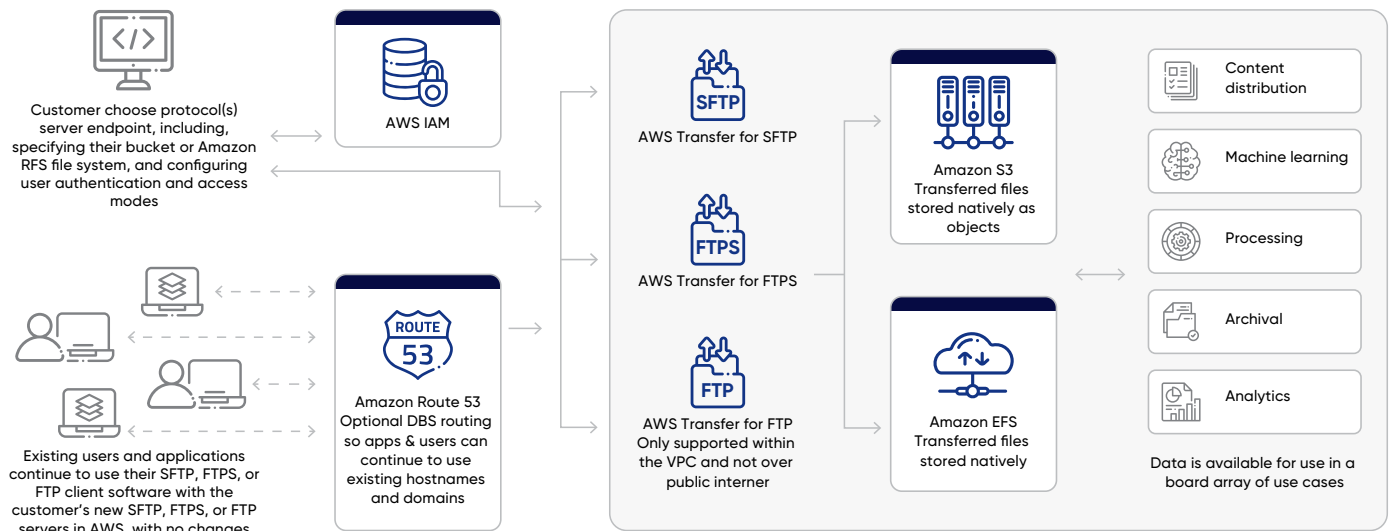 Customer choose protocol(s)
server endpoint, including,
specifying their bucket or Amazon
RFS file system, and configuring
user authentication and access
modes
AWS IAM
Existing users and applications
continue to use their SFTP, FTPS, or
FTP client software with the
customer's new SFTP, FTPS, or FTP
servers in AWS, with no changes
ROUTE
53
Amazon Route 53
Optional DBS routing
so apps & users can
continue to use
existing hostnames
and domains
SFTP
AWS Transfer for SFTP
FTPS
AWS Transfer for FTPS
FTP
AWS Transfer for FTP
Only supported within
the VPC and not over
public interner
Amazon S3
Transferred files
stored natively as
objects
Amazon EFS
Transferred files
stored natively
Content
distribution
Machine learning
Processing
Archival
Analytics
Data is available for use in a
board array of use cases